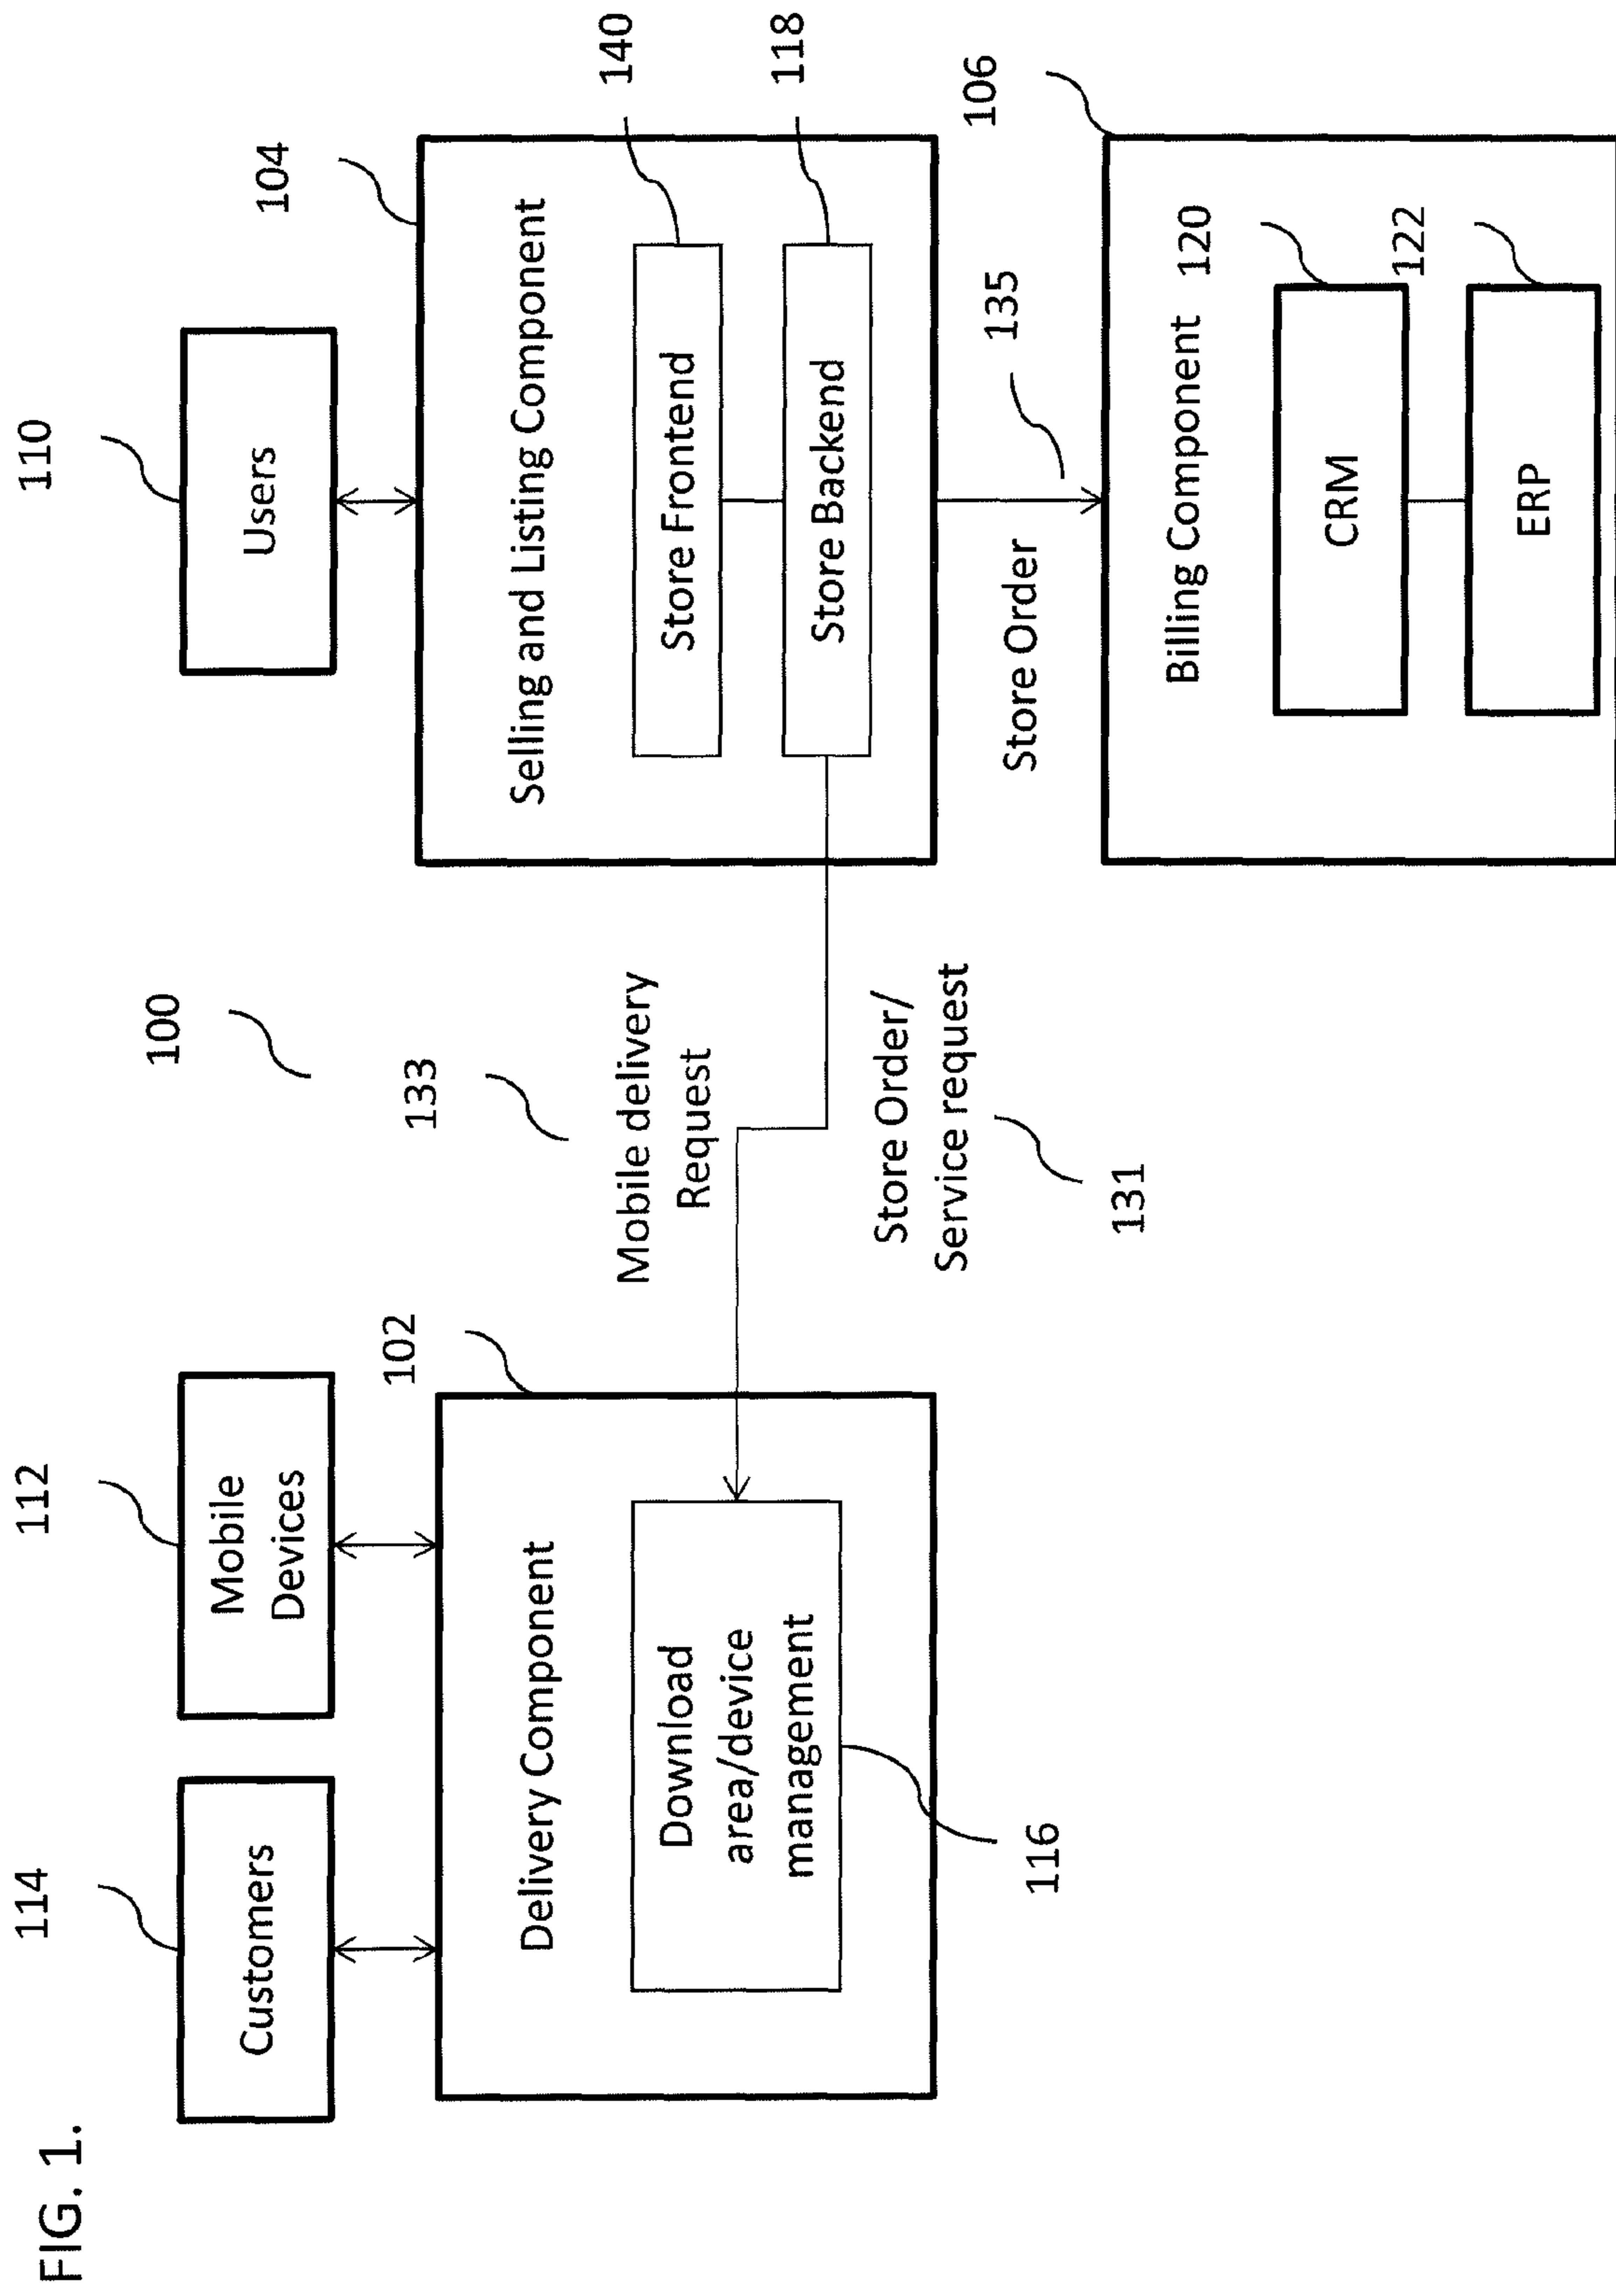 FIG. 1.
114
112
110
Customers
Mobile
Devices
Users
100
102
133
104
Delivery Component
Mobile delivery
Request
Selling and Listing Component
Download
area/device
management
Store Frontend
140
Store Backend
118
Store Order/
Service request
116
131
Store Order
135
106
Billing Component
120
CRM
122
ERP